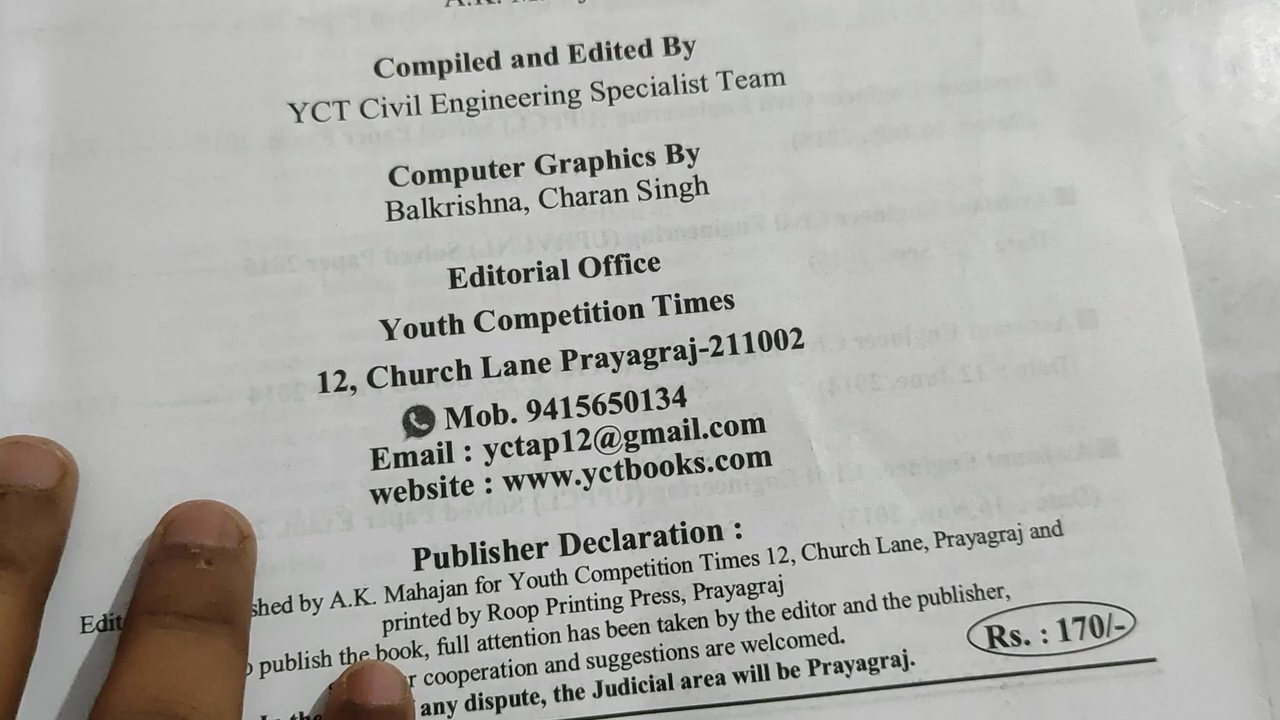 Compiled and Edited By
YCT Civil Engineering Specialist Team
Computer Graphics By
Balkrishna, Charan Singh
Editorial Office
Youth Competition Times
12, Church Lane Prayagraj-211002
Mob. 9415650134
Email : yctap12@gmail.com
website : www.yctbooks.com
Publisher Declaration :
by A.K. Mahajan for Youth Competition Times 12, Church Lane, Prayagraj and
printed by Roop Printing Press, Prayagraj
publish the book, full attention has been taken by the editor and the publisher,
cooperation and suggestions are welcomed.
any dispute, the Judicial area will be Prayagraj.
Rs. : 170/-